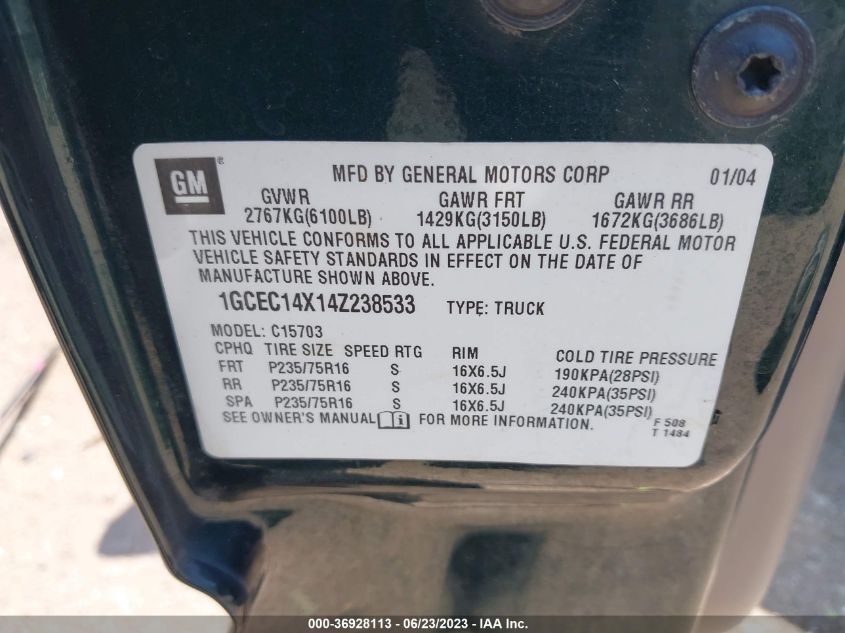 GM ® MFD BY GENERAL MOTORS CORP 01/04
GVWR GAWR FRT GAWR RR
2767KG(6100LB) 1429KG(3150LB) 1672KG(3686LB)
THIS VEHICLE CONFORMS TO ALL APPLICABLE U.S. FEDERAL MOTOR
VEHICLE SAFETY STANDARDS IN EFFECT ON THE DATE OF
MANUFACTURE SHOWN ABOVE.
1GCEC14X14Z238533 TYPE: TRUCK
MODEL: C15703
CPHQ TIRE SIZE SPEED RTG RIM COLD TIRE PRESSURE
FRT P235/75R16 S 16X6.5J 190KPA(28PSI)
RR P235/75R16 S 16X6.5J 240KPA(35PSI)
SPA P235/75R16 S 16X6.5J 240KPA(35PSI)
SEE OWNER'S MANUAL i FOR MORE INFORMATION.
F 508
T 1484
000-36928113 - 06/23/2023 - IAA Inc.